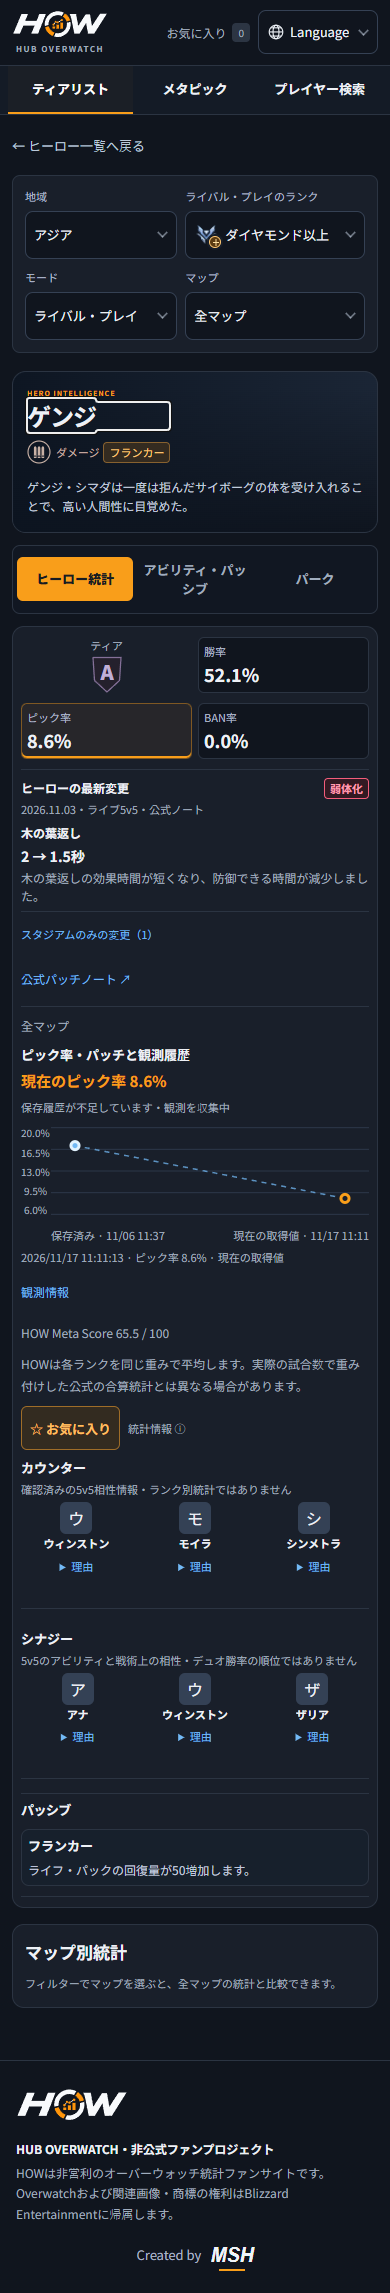 HOW
HUB OVERWATCH
お気に入り 0
Language
ティアリスト
メタピック
プレイヤー検索
← ヒーロー一覧へ戻る
地域
ライバル・プレイのランク
アジア
ダイヤモンド以上
モード
マップ
ライバル・プレイ
全マップ
HERO INTELLIGENCE
ゲンジ
ダメージ フランカー
ゲンジ・シマダは一度は拒んだサイボーグの体を受け入れるこ
とで、高い人間性に目覚めた。
ヒーロー統計
アビリティ・パッ
シブ
パーク
ティア
A
勝率
52.1%
ピック率
8.6%
BAN率
0.0%
ヒーローの最新変更
弱体化
2026.11.03・ライブ5v5・公式ノート
木の葉返し
2 → 1.5秒
木の葉返しの効果時間が短くなり、防御できる時間が減少しまし
た。
スタジアムのみの変更（1）
公式パッチノート ↗
全マップ
ピック率・パッチと観測履歴
現在のピック率 8.6%
保存履歴が不足しています・観測を収集中
20.0%
16.5%
13.0%
9.5%
6.0%
保存済み · 11/06 11:37
現在の取得値 · 11/17 11:11
2026/11/17 11:11:13 · ピック率 8.6% · 現在の取得値
観測情報
HOW Meta Score 65.5 / 100
HOWは各ランクを同じ重みで平均します。実際の試合数で重み
付けした公式の合算統計とは異なる場合があります。
☆ お気に入り
統計情報 ⓘ
カウンター
確認済みの5v5相性情報・ランク別統計ではありません
ウ
モ
シ
ウィンストン
モイラ
シンメトラ
▶ 理由
▶ 理由
▶ 理由
シナジー
5v5のアビリティと戦術上の相性・デュオ勝率の順位ではありません
ア
ウ
ザ
アナ
ウィンストン
ザリア
▶ 理由
▶ 理由
▶ 理由
パッシブ
フランカー
ライフ・パックの回復量が50増加します。
マップ別統計
フィルターでマップを選ぶと、全マップの統計と比較できます。
HOW
HUB OVERWATCH・非公式ファンプロジェクト
HOWは非営利のオーバーウォッチ統計ファンサイトです。
Overwatchおよび関連画像・商標の権利はBlizzard
Entertainmentに帰属します。
Created by MSH